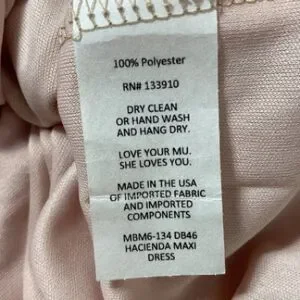 100% Polyester
RN# 133910
DRY CLEAN
OR HAND WASH
AND HANG DRY.
LOVE YOUR MU.
SHE LOVES YOU.
MADE IN THE USA
OF IMPORTED FABRIC
AND IMPORTED
COMPONENTS
MBM6-134 DB46
HACIENDA MAXI
DRESS